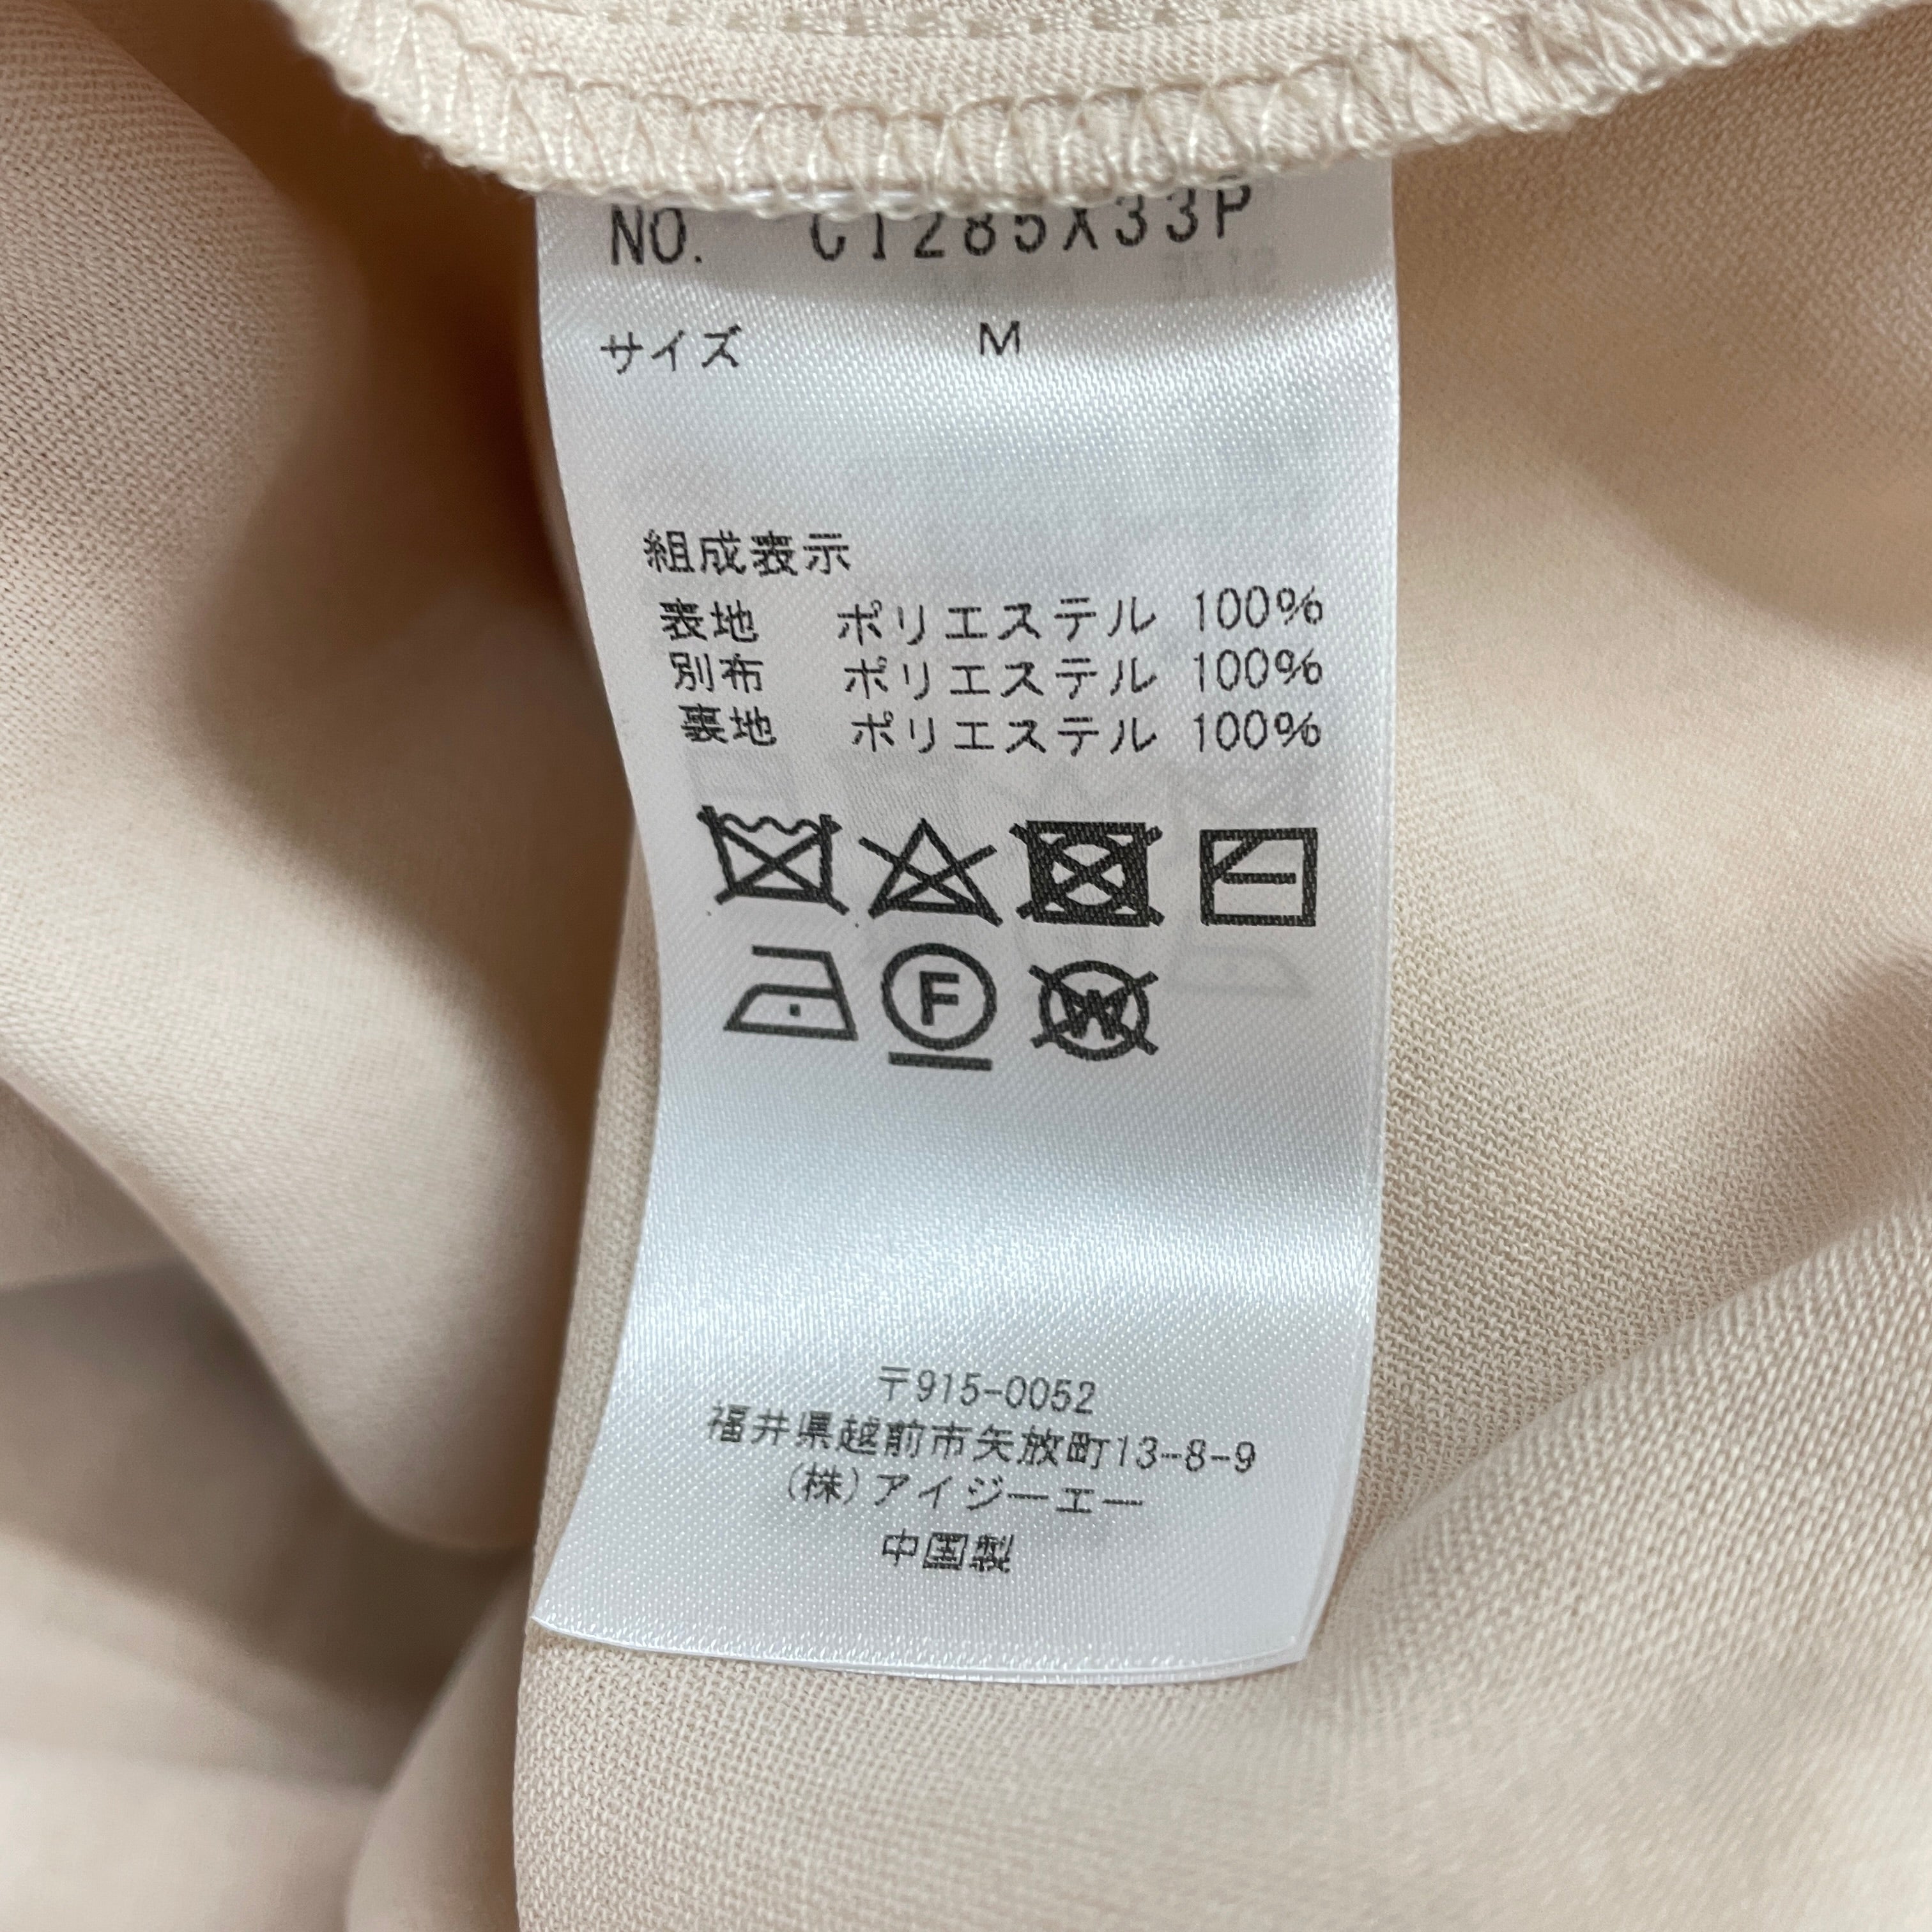 NO. C1285X33P
サイズ M
組成表示
表地 ポリエステル 100%
別布 ポリエステル 100%
裏地 ポリエステル 100%
F W
〒915-0052
福井県越前市矢放町13-8-9
(株)アイジーエー
中国製